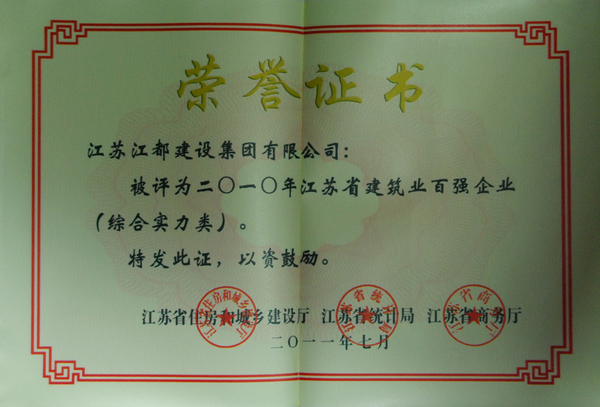 荣誉证书
江苏江都建设集团有限公司：
被评为二〇一〇年江苏省建筑业百强企业
（综合实力类）。
特发此证，以资鼓励。
江苏省住房和城乡建设厅 江苏省统计局 江苏省商务厅
二〇一一年七月